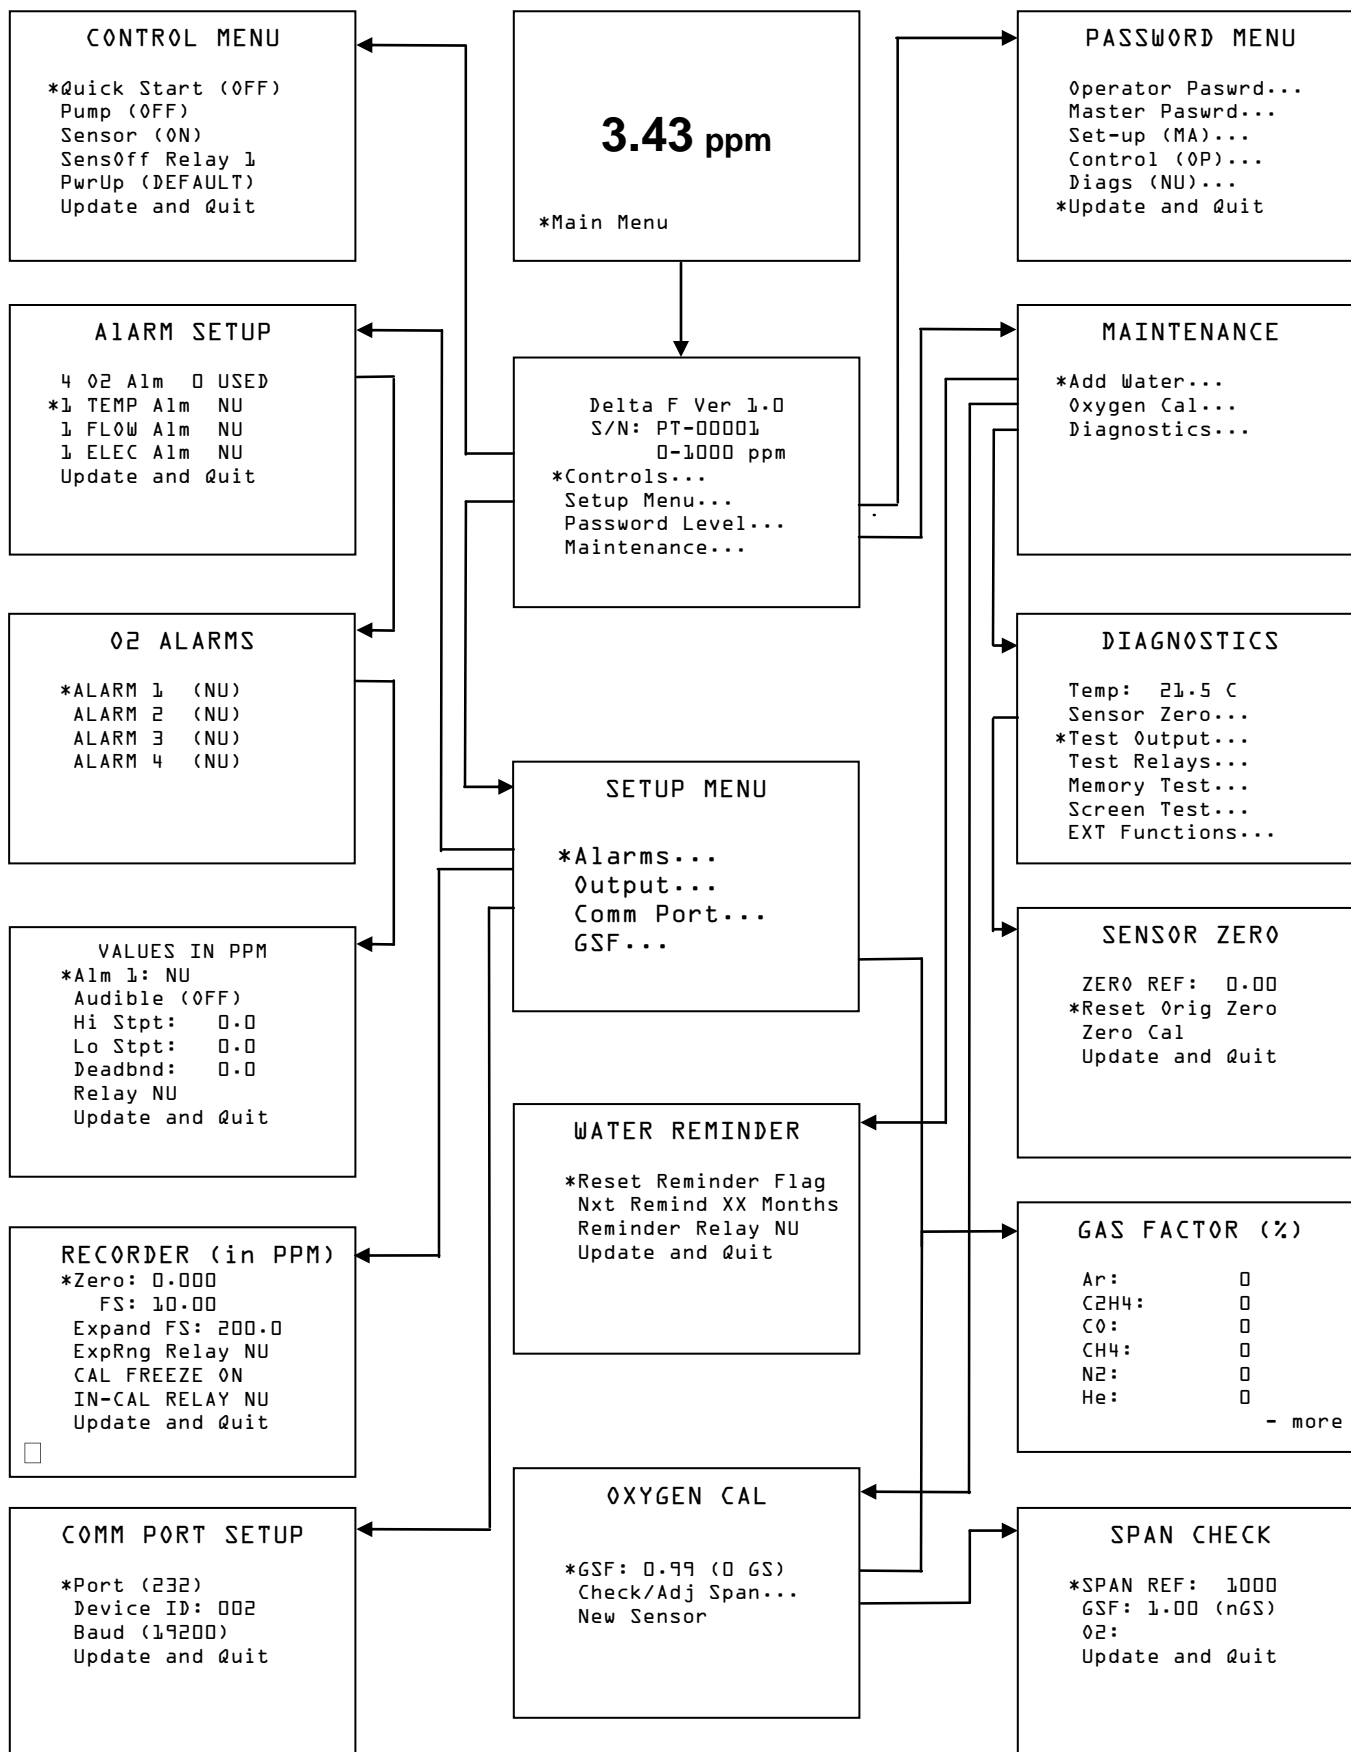 CONTROL MENU
*Quick Start (OFF)
Pump (OFF)
Sensor (ON)
SensOff Relay 1
PwrUp (DEFAULT)
Update and Quit
3.43 ppm
*Main Menu
PASSWORD MENU
Operator Paswrd...
Master Paswrd...
Set-up (MA)...
Control (OP)...
Diags (NU)...
*Update and Quit
AlARM SETUP
4 O2 Alm 0 USED
*1 TEMP Alm NU
1 FLOW Alm NU
1 ELEC Alm NU
Update and Quit
Delta F Ver 1.0
S/N: PT-00001
0-1000 ppm
*Controls...
Setup Menu...
Password Level...
Maintenance...
MAINTENANCE
*Add Water...
Oxygen Cal...
Diagnostics...
O2 ALARMS
*ALARM 1 (NU)
ALARM 2 (NU)
ALARM 3 (NU)
ALARM 4 (NU)
SETUP MENU
*Alarms...
Output...
Comm Port...
GSF...
DIAGNOSTICS
Temp: 21.5 C
Sensor Zero...
*Test Output...
Test Relays...
Memory Test...
Screen Test...
EXT Functions...
VALUES IN PPM
*Alm 1: NU
Audible (OFF)
Hi Stpt: 0.0
Lo Stpt: 0.0
Deadbnd: 0.0
Relay NU
Update and Quit
SENSOR ZERO
ZERO REF: 0.00
*Reset Orig Zero
Zero Cal
Update and Quit
WATER REMINDER
*Reset Reminder Flag
Nxt Remind XX Months
Reminder Relay NU
Update and Quit
RECORDER (in PPM)
*Zero: 0.000
FS: 10.00
Expand FS: 200.0
ExpRng Relay NU
CAL FREEZE ON
IN-CAL RELAY NU
Update and Quit
GAS FACTOR (%)
Ar: 0
C2H4: 0
CO: 0
CH4: 0
N2: 0
He: 0
- more
OXYGEN CAL
*GSF: 0.99 (0 GS)
Check/Adj Span...
New Sensor
COMM PORT SETUP
*Port (232)
Device ID: 002
Baud (19200)
Update and Quit
SPAN CHECK
*SPAN REF: 1000
GSF: 1.00 (nGS)
O2:
Update and Quit